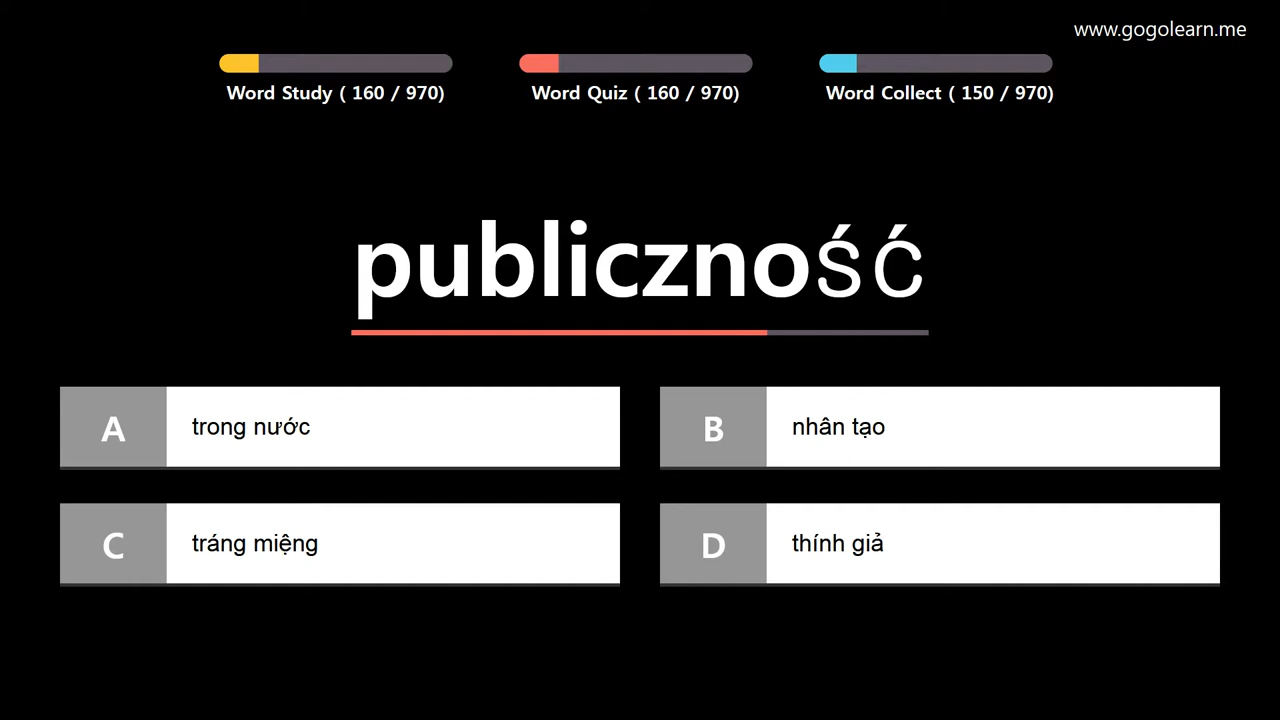 www.gogolearn.me
Word Study ( 160 / 970)
Word Quiz ( 160 / 970)
Word Collect ( 150 / 970)
publiczność
A
trong nước
B
nhân tạo
C
tráng miệng
D
thính giả